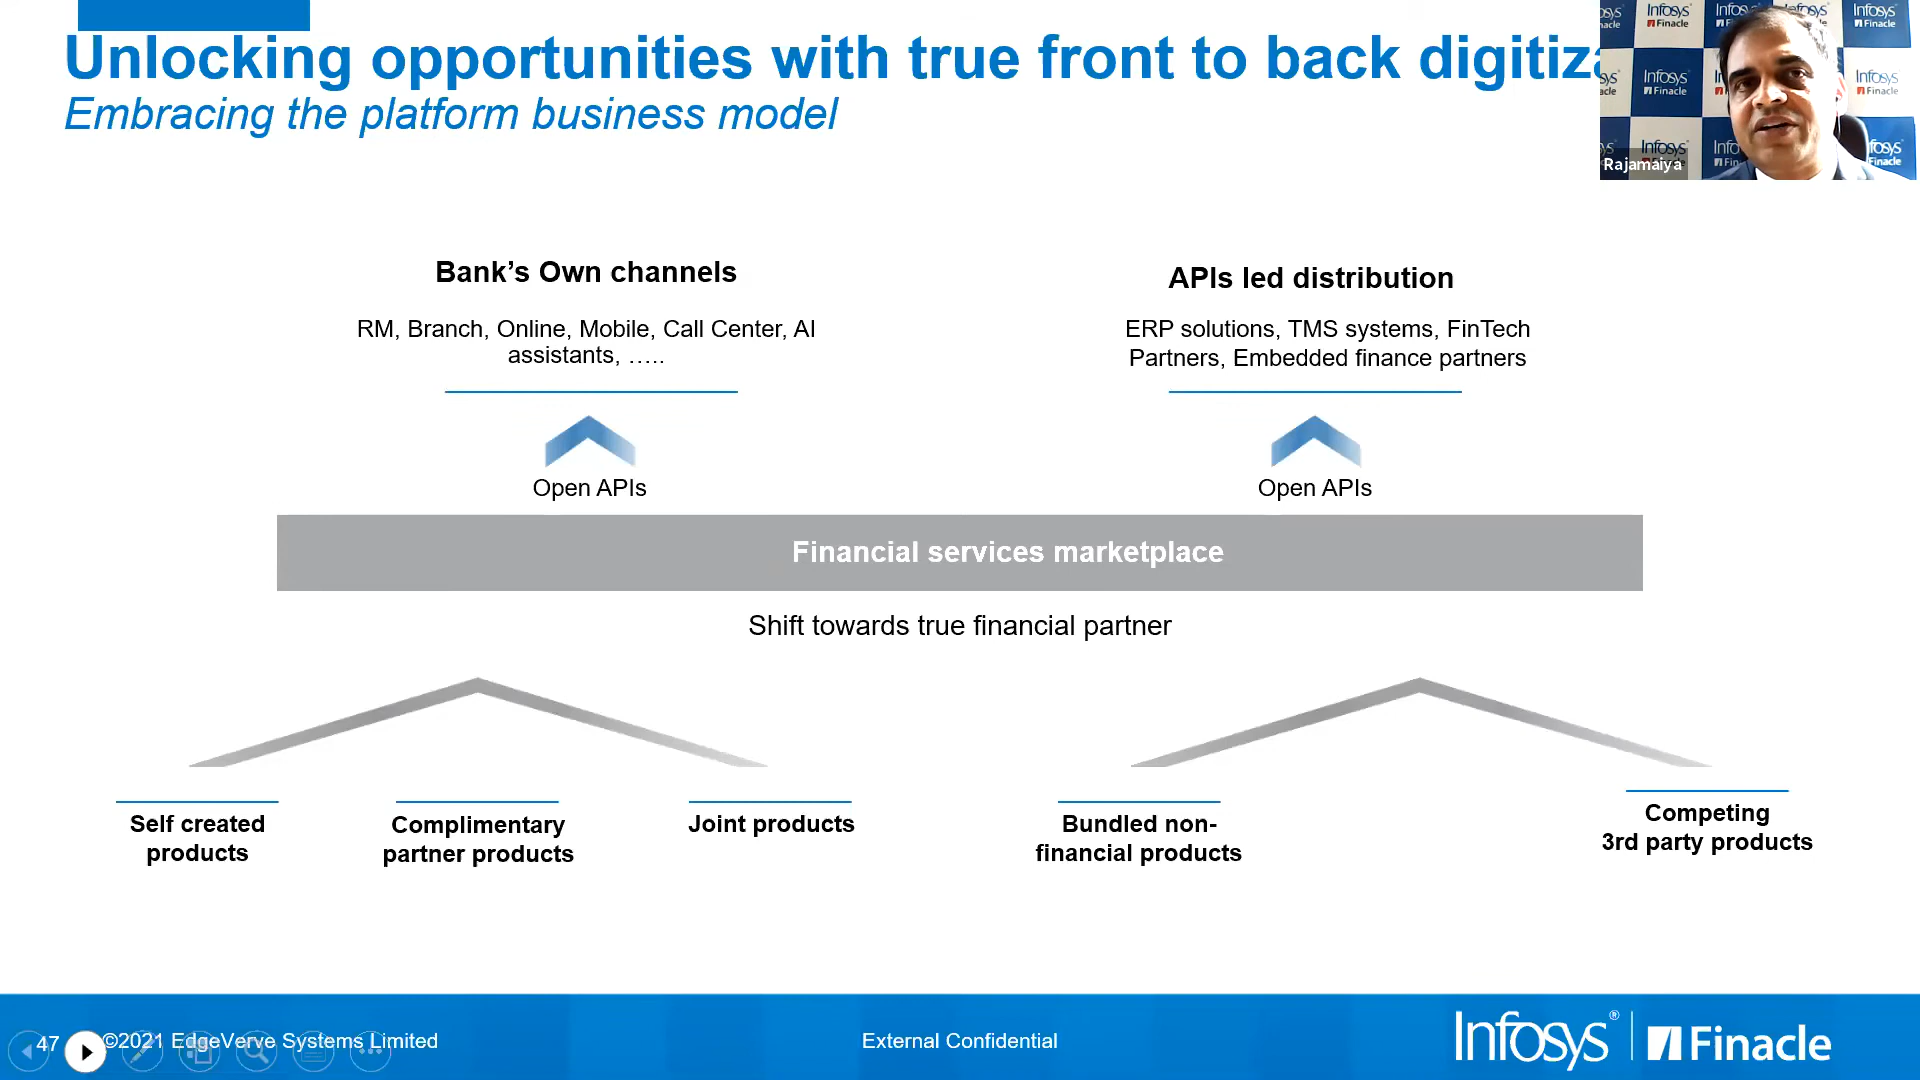 Unlocking opportunities with true front to back
Embracing the platform business model
Infosys
Finacle
Rajamaiya
Bank’s Own channels
APIs led distribution
RM, Branch, Online, Mobile, Call Center, AI
assistants, …..
ERP solutions, TMS systems, FinTech
Partners, Embedded finance partners
Open APIs
Open APIs
Financial services marketplace
Shift towards true financial partner
Self created
products
Complimentary
partner products
Joint products
Bundled non-
financial products
Competing
3rd party products
47
©2021 EdgeVerve Systems Limited
External Confidential
Infosys® | Finacle